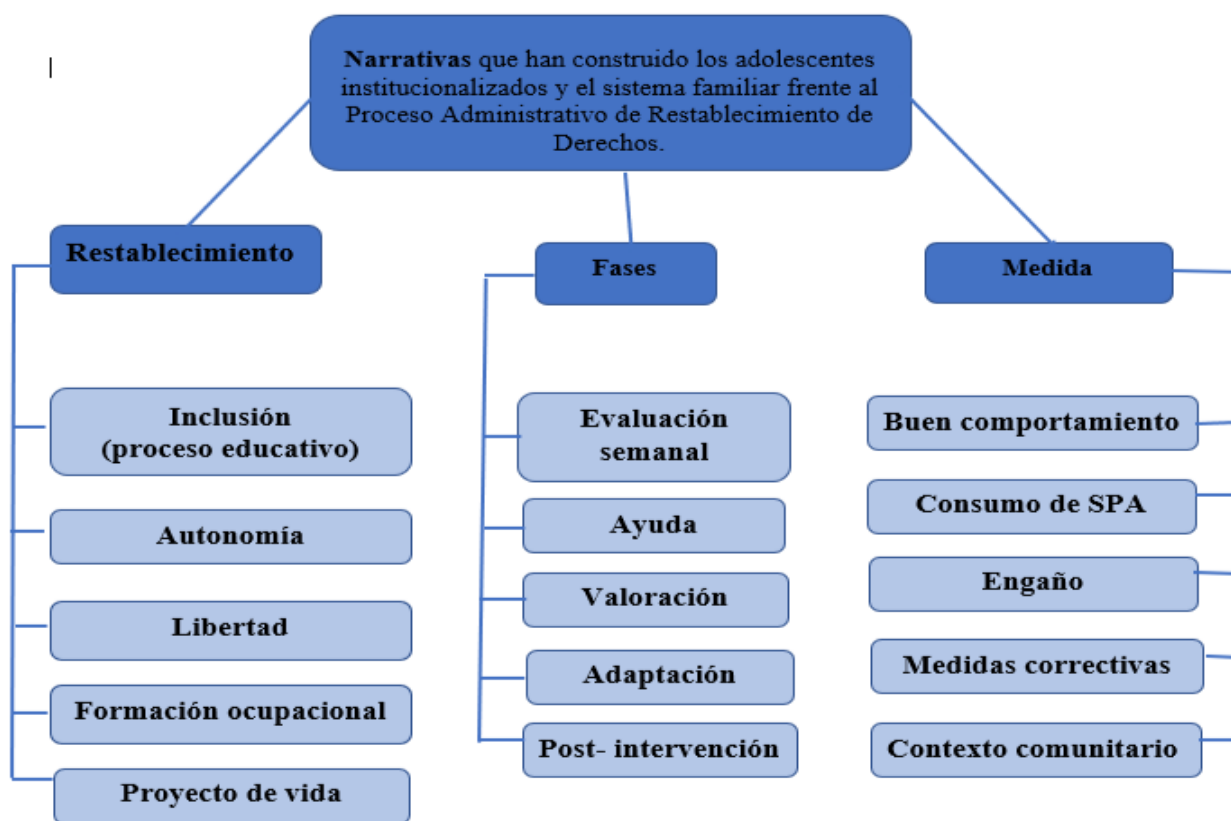 Narrativas que han construido los adolescentes
institucionalizados y el sistema familiar frente al
Proceso Administrativo de Restablecimiento de
Derechos.
Restablecimiento
Fases
Medida
Inclusión
(proceso educativo)
Autonomía
Libertad
Formación ocupacional
Proyecto de vida
Evaluación
semanal
Ayuda
Valoración
Adaptación
Post- intervención
Buen comportamiento
Consumo de SPA
Engaño
Medidas correctivas
Contexto comunitario